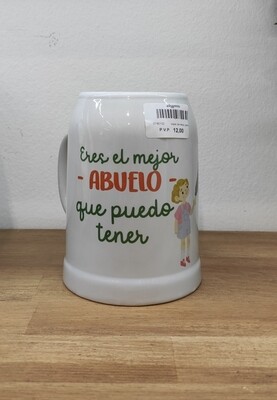 P.V.P. 12,00
Eres el mejor
- ABUELO -
que puedo
tener